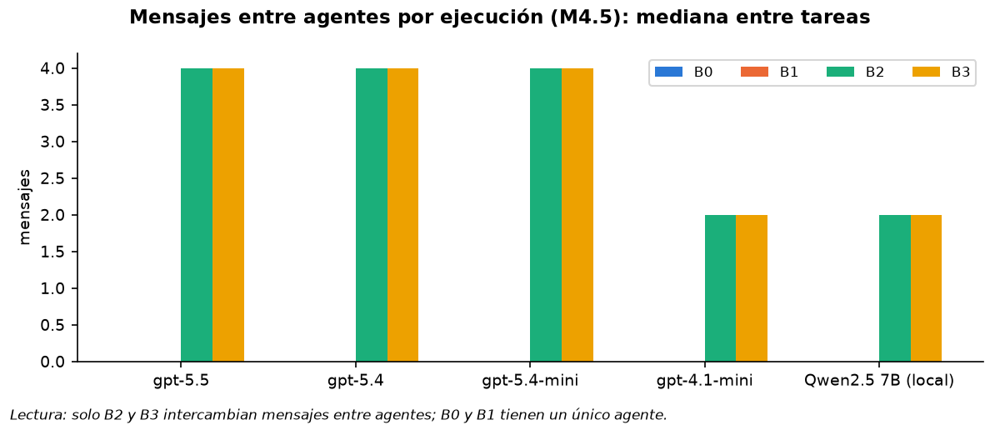 Mensajes entre agentes por ejecución (M4.5): mediana entre tareas
B0 B1 B2 B3
mensajes
4.0
3.5
3.0
2.5
2.0
1.5
1.0
0.5
0.0
gpt-5.5 gpt-5.4 gpt-5.4-mini gpt-4.1-mini Qwen2.5 7B (local)
Lectura: solo B2 y B3 intercambian mensajes entre agentes; B0 y B1 tienen un único agente.